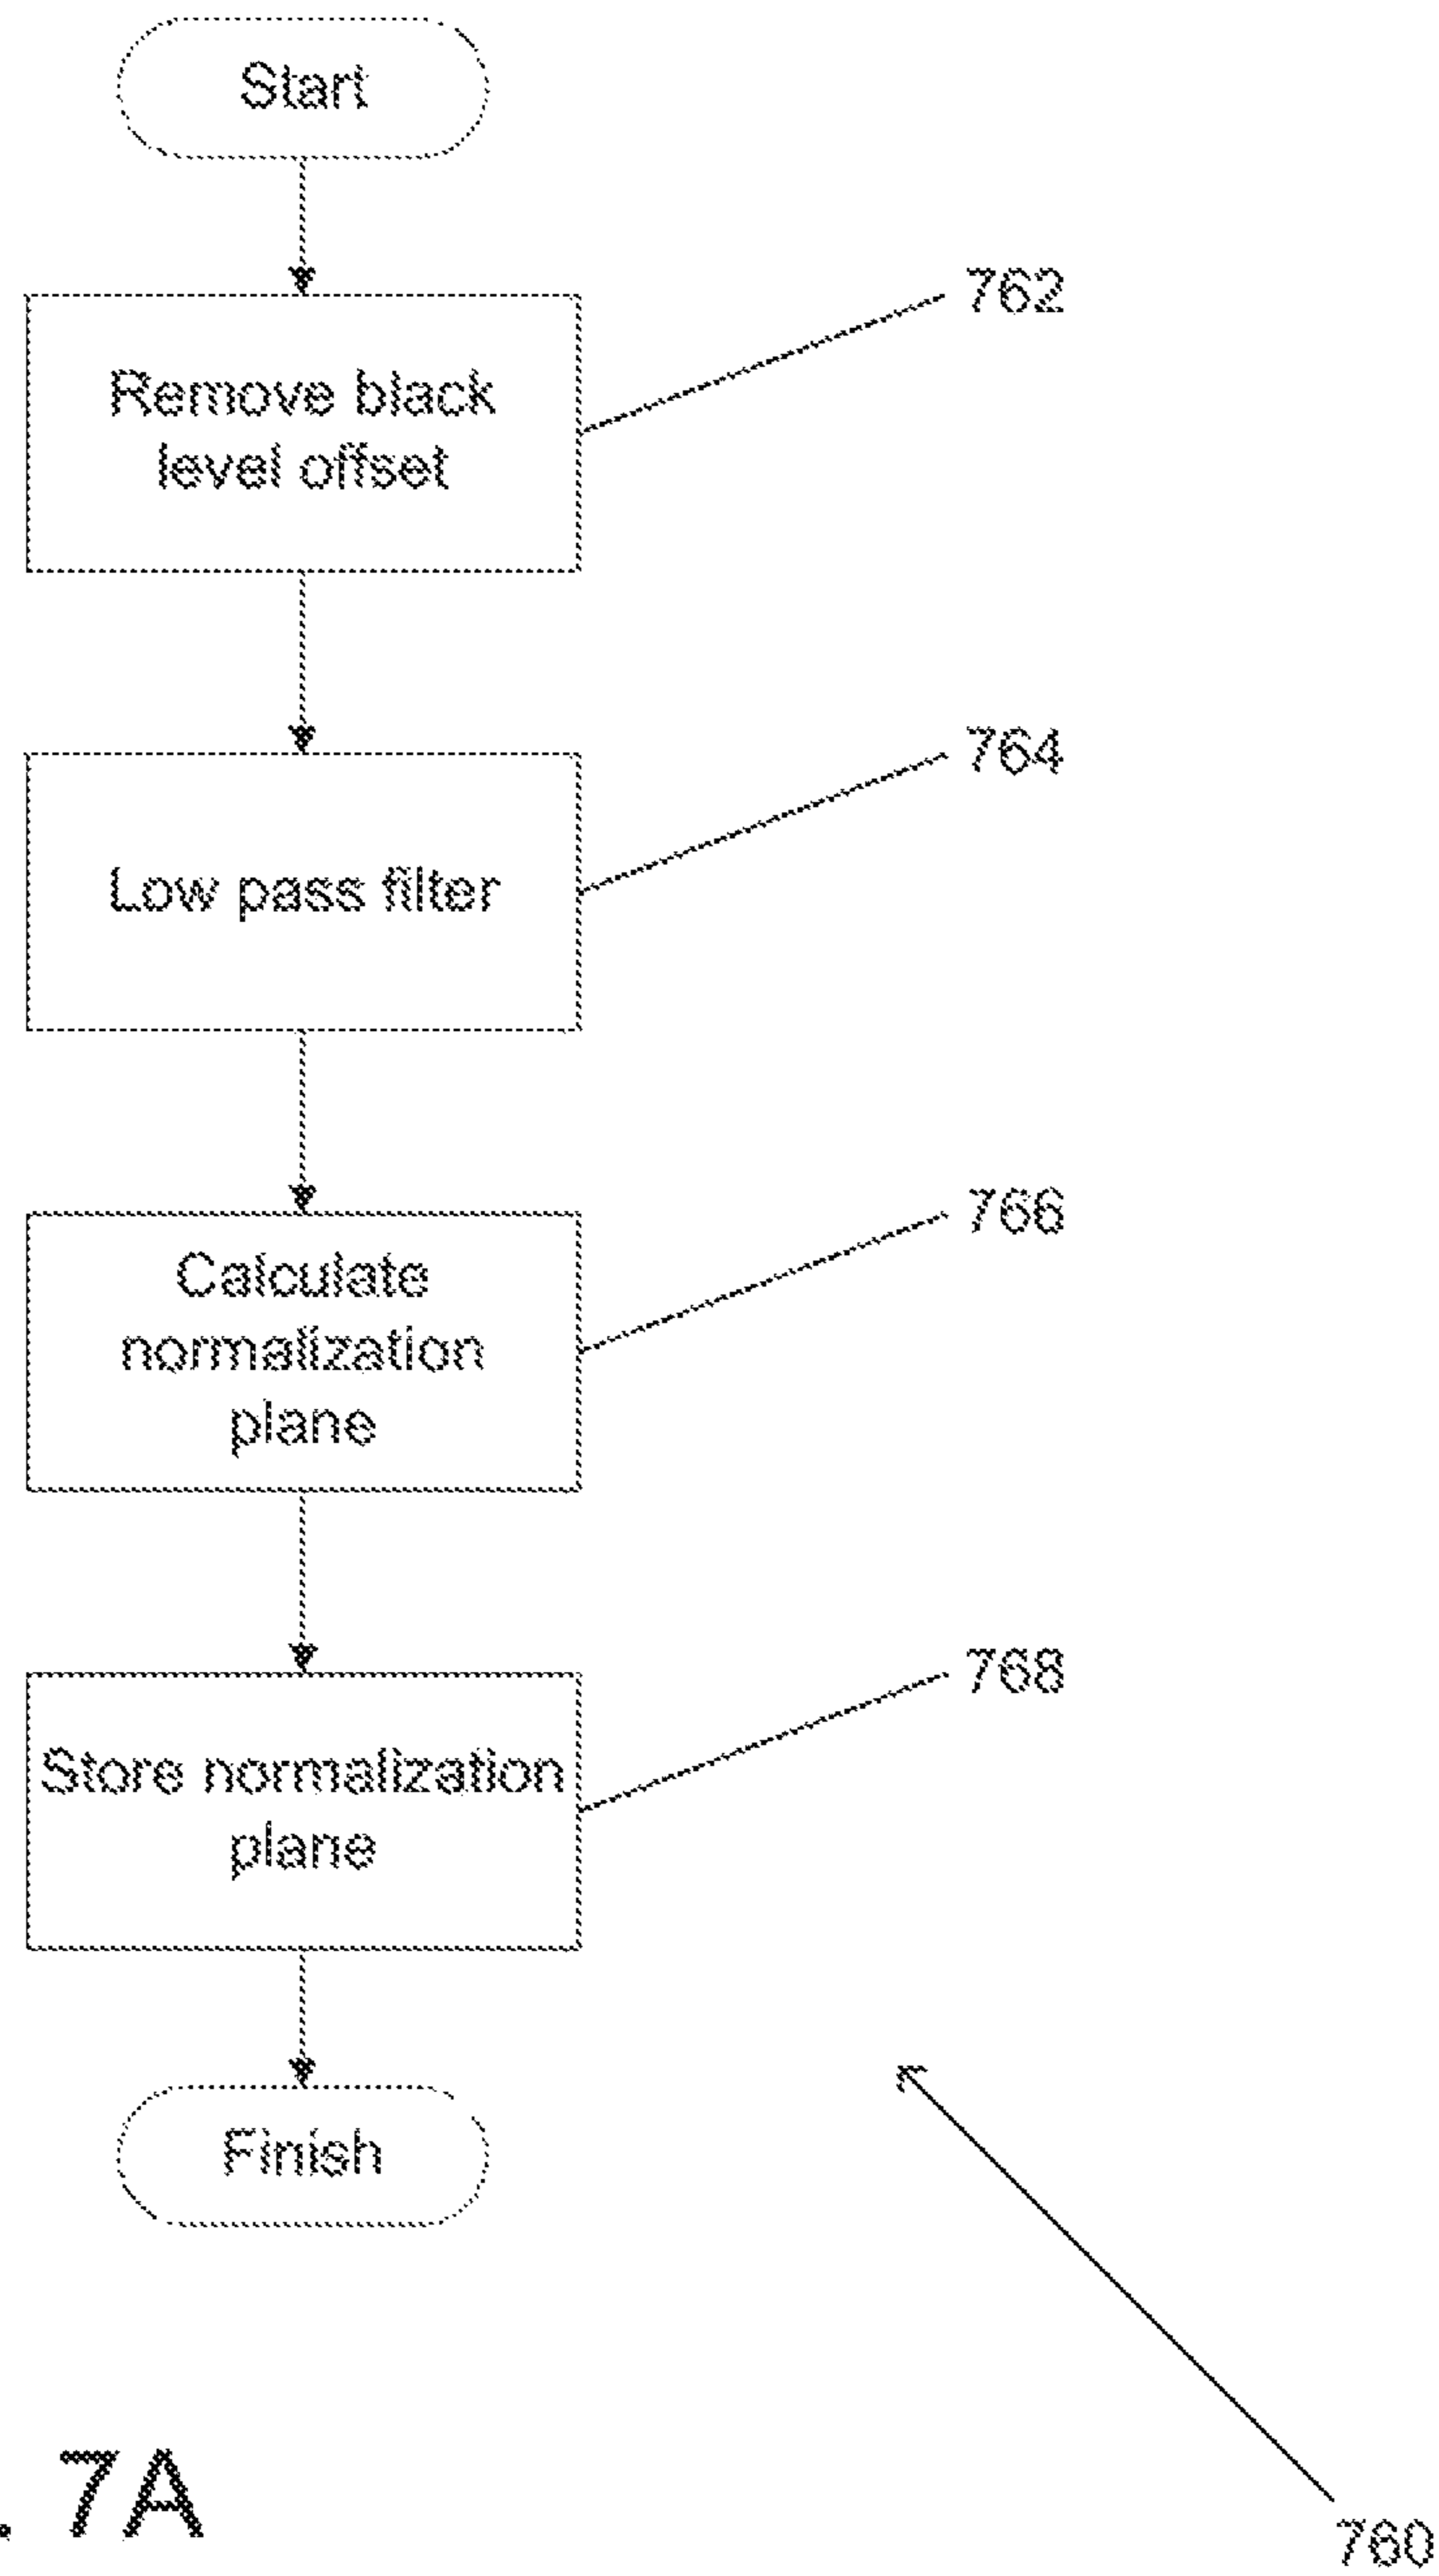 Start
762
Remove black
level offset
764
Low pass filter
766
Calculate
normalization
plane
768
Store normalization
plane
Finish
. 7A
760